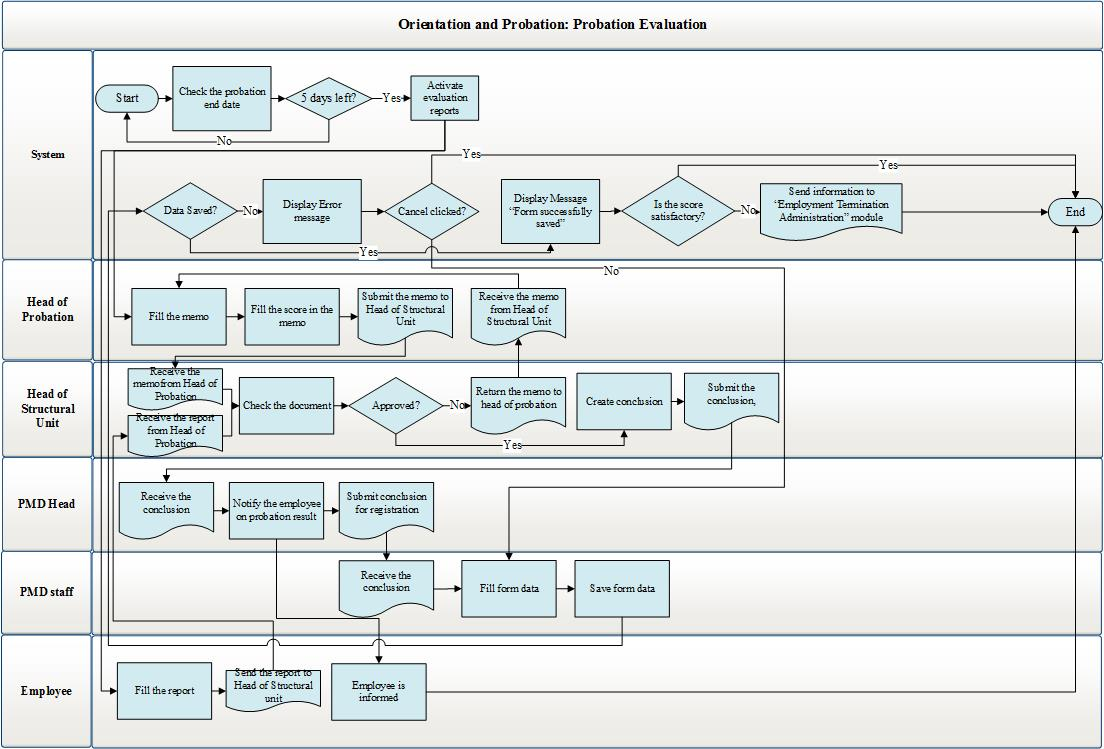 Orientation and Probation: Probation Evaluation
System
Start
Check the probation
end date
5 days left?
Yes
Activate
evaluation
reports
No
Yes
Yes
Data Saved?
No
Display Error
message
Cancel clicked?
Display Message
“Form successfully
saved”
Is the score
satisfactory?
No
Send information to
“Employment Termination
Administration” module
End
Yes
No
Head of
Probation
Fill the memo
Fill the score in the
memo
Submit the memo to
Head of Structural
Unit
Receive the memo
from Head of
Structural Unit
Head of
Structural
Unit
Receive the
memofrom Head of
Probation
Receive the report
from Head of
Probation
Check the document
Approved?
No
Return the memo to
head of probation
Create conclusion
Submit the
conclusion,
Yes
PMD Head
Receive the
conclusion
Notify the employee
on probation result
Submit conclusion
for registration
PMD staff
Receive the
conclusion
Fill form data
Save form data
Employee
Fill the report
Send the report to
Head of Structural
unit
Employee is
informed